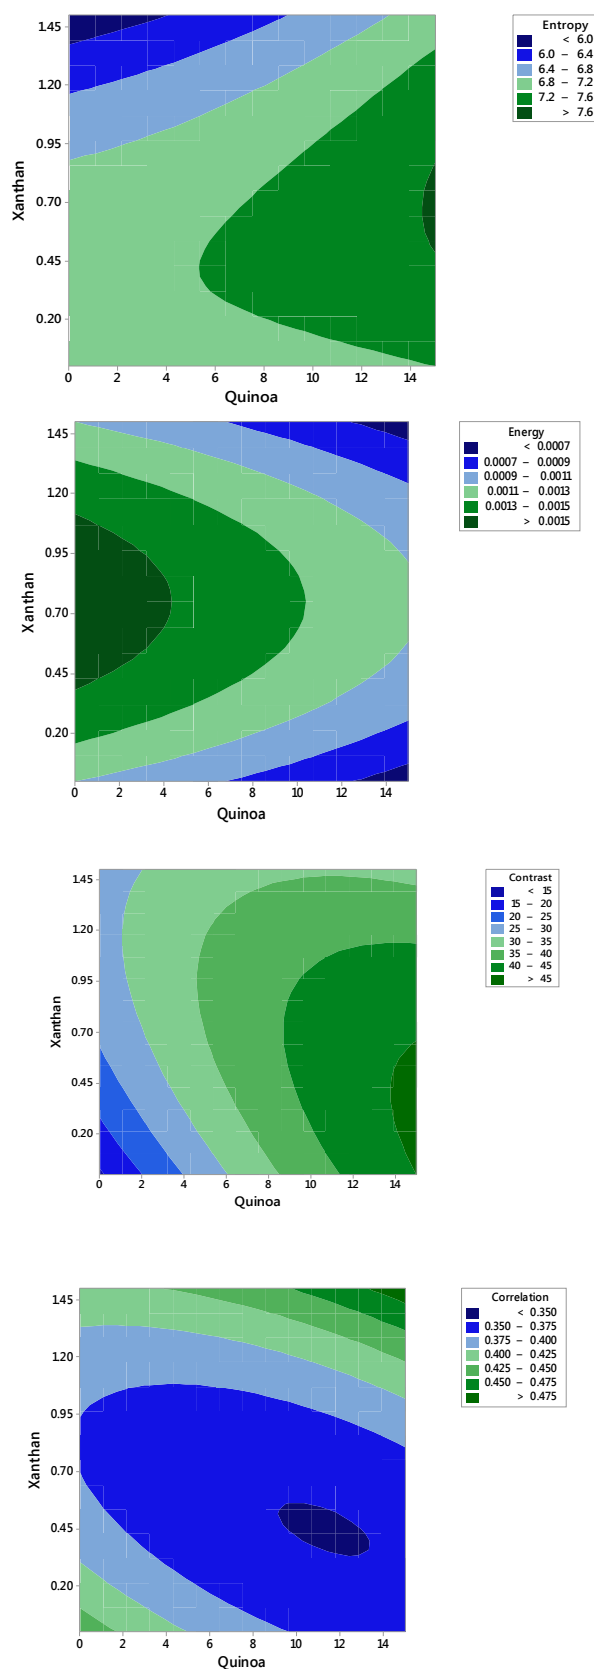 Entropy
< 6.0
6.0 – 6.4
6.4 – 6.8
6.8 – 7.2
7.2 – 7.6
> 7.6
Xanthan
1.45
1.20
0.95
0.70
0.45
0.20
0 2 4 6 8 10 12 14
Quinoa
Energy
< 0.0007
0.0007 – 0.0009
0.0009 – 0.0011
0.0011 – 0.0013
0.0013 – 0.0015
> 0.0015
Xanthan
1.45
1.20
0.95
0.70
0.45
0.20
0 2 4 6 8 10 12 14
Quinoa
Contrast
< 15
15 – 20
20 – 25
25 – 30
30 – 35
35 – 40
40 – 45
> 45
Xanthan
1.45
1.20
0.95
0.70
0.45
0.20
0 2 4 6 8 10 12 14
Quinoa
Correlation
< 0.350
0.350 – 0.375
0.375 – 0.400
0.400 – 0.425
0.425 – 0.450
0.450 – 0.475
> 0.475
Xanthan
1.45
1.20
0.95
0.70
0.45
0.20
0 2 4 6 8 10 12 14
Quinoa